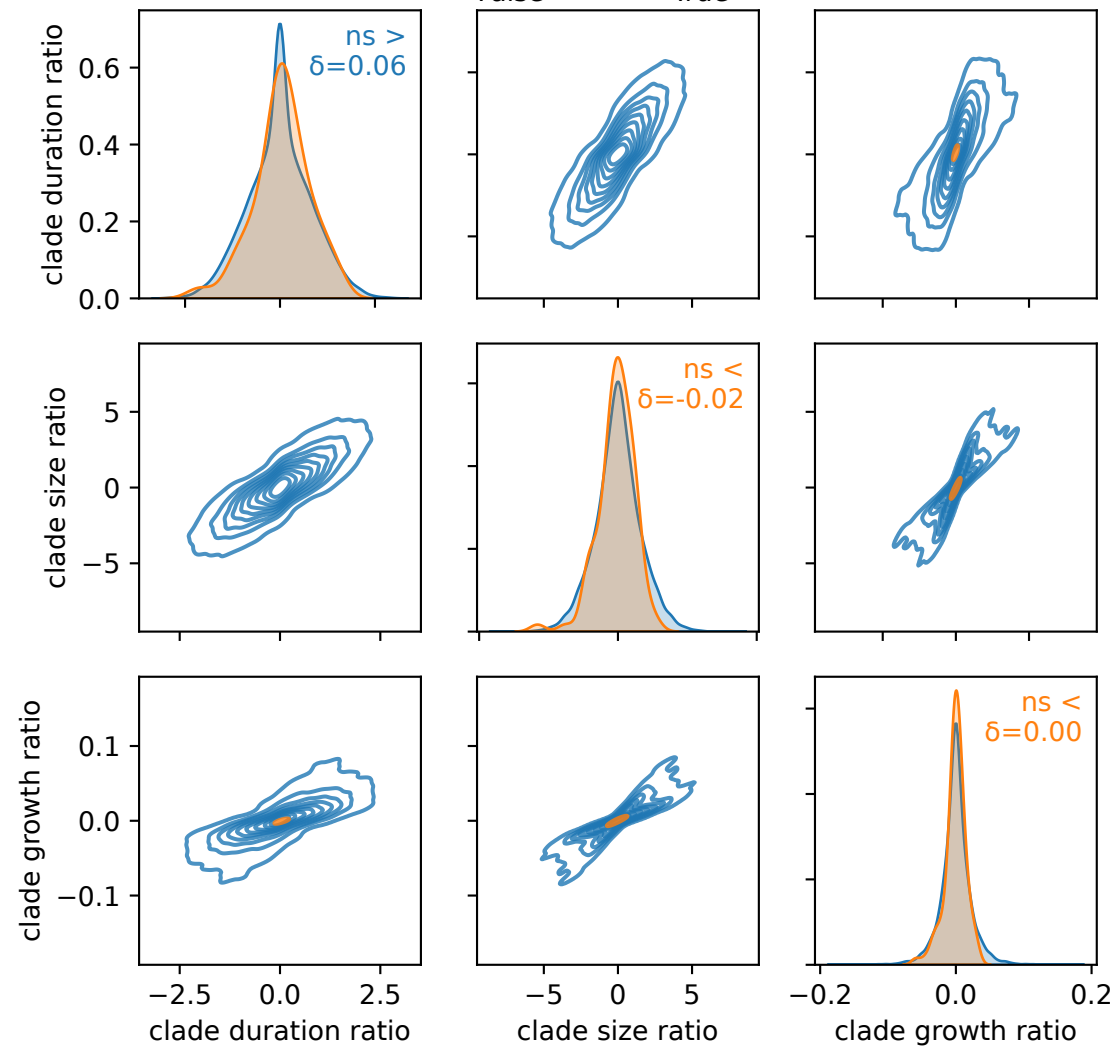 clade duration ratio
0.6
0.4
0.2
0.0
ns >
δ=0.06
clade size ratio
5
0
−5
ns <
δ=-0.02
clade growth ratio
0.1
0.0
−0.1
ns <
δ=0.00
−2.5 0.0 2.5
−5 0 5
−0.2 0.0 0.2
clade duration ratio
clade size ratio
clade growth ratio